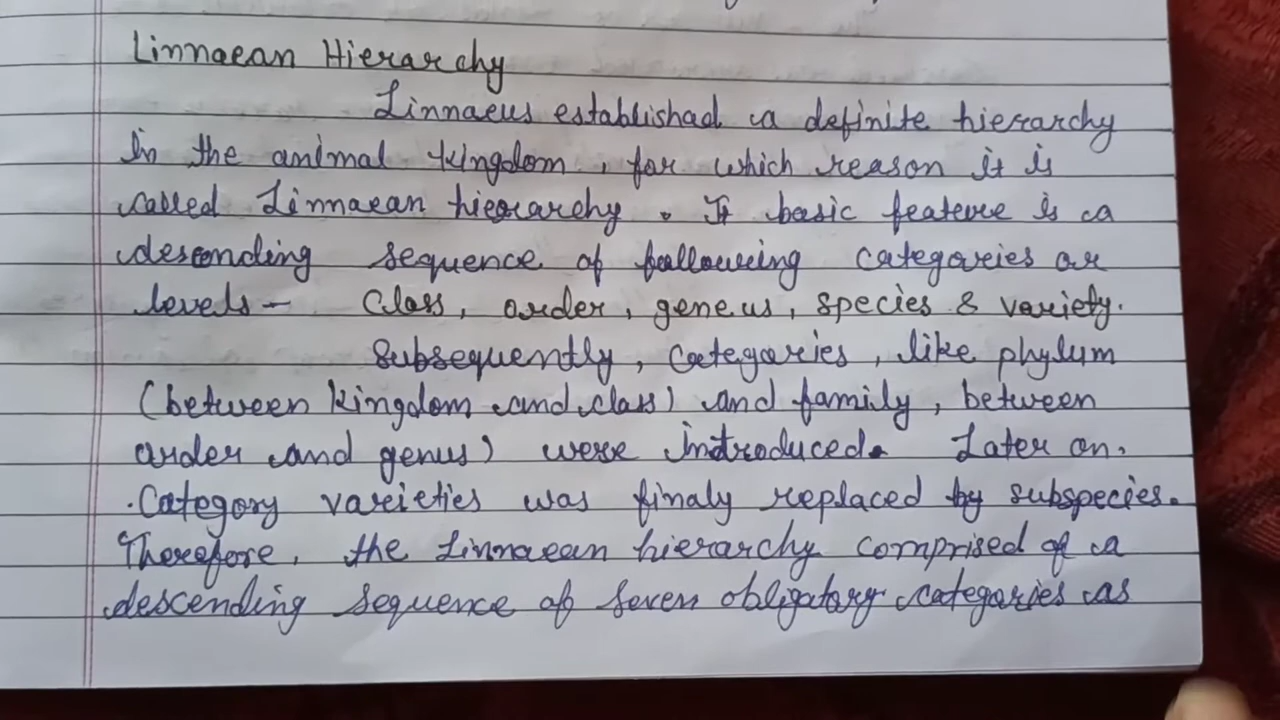 Linnaean Hierarchy
Linnaeus established a definite hierarchy
in the animal kingdom, for which reason it is
called Linnaean hierarchy. It basic feature is a
descending sequence of following categories or
levels- Class, order, genus, species & variety.
Subsequently, categories, like phylum
(between kingdom and class) and family, between
order and genus) were introduced. Later on.
Category varieties was finaly replaced by subspecies.
Therefore, the Linnaean hierarchy comprised of a
descending sequence of seven obligatory categories as